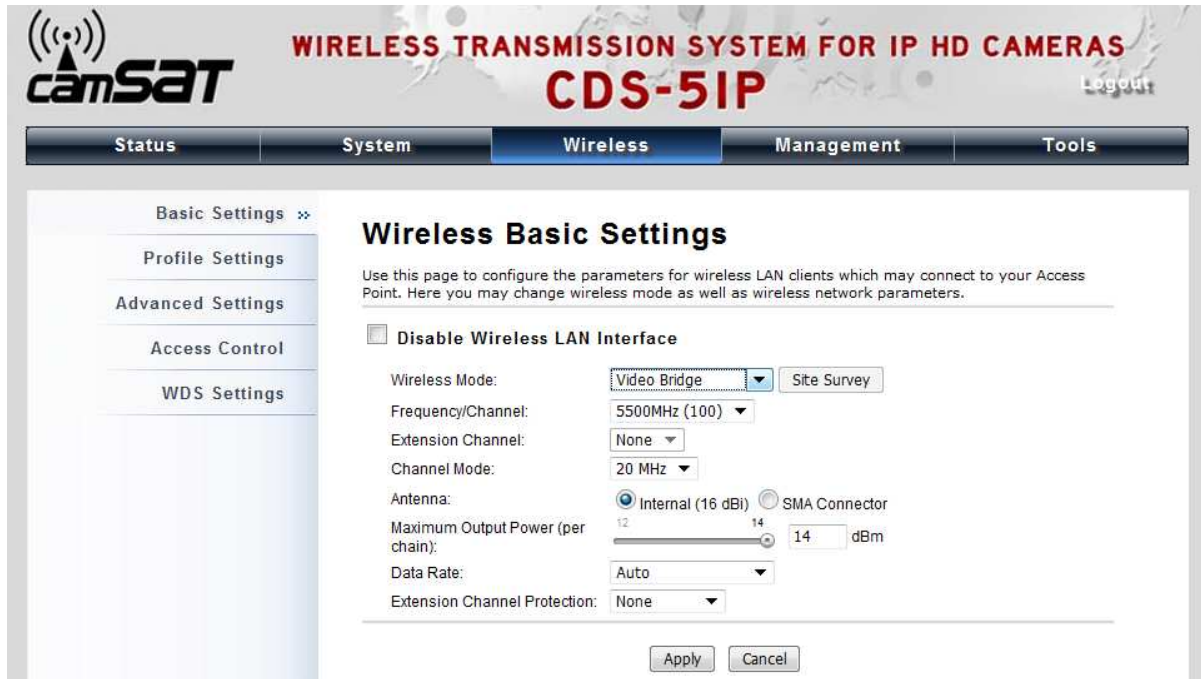 camSAT
WIRELESS TRANSMISSION SYSTEM FOR IP HD CAMERAS
CDS-5IP
Logout
Status System Wireless Management Tools
Basic Settings »
Profile Settings
Advanced Settings
Access Control
WDS Settings
Wireless Basic Settings
Use this page to configure the parameters for wireless LAN clients which may connect to your Access
Point. Here you may change wireless mode as well as wireless network parameters.
Disable Wireless LAN Interface
Wireless Mode: Video Bridge Site Survey
Frequency/Channel: 5500MHz (100)
Extension Channel: None
Channel Mode: 20 MHz
Antenna: Internal (16 dBi) SMA Connector
Maximum Output Power (per
chain): 12 14 14 dBm
Data Rate: Auto
Extension Channel Protection: None
Apply Cancel